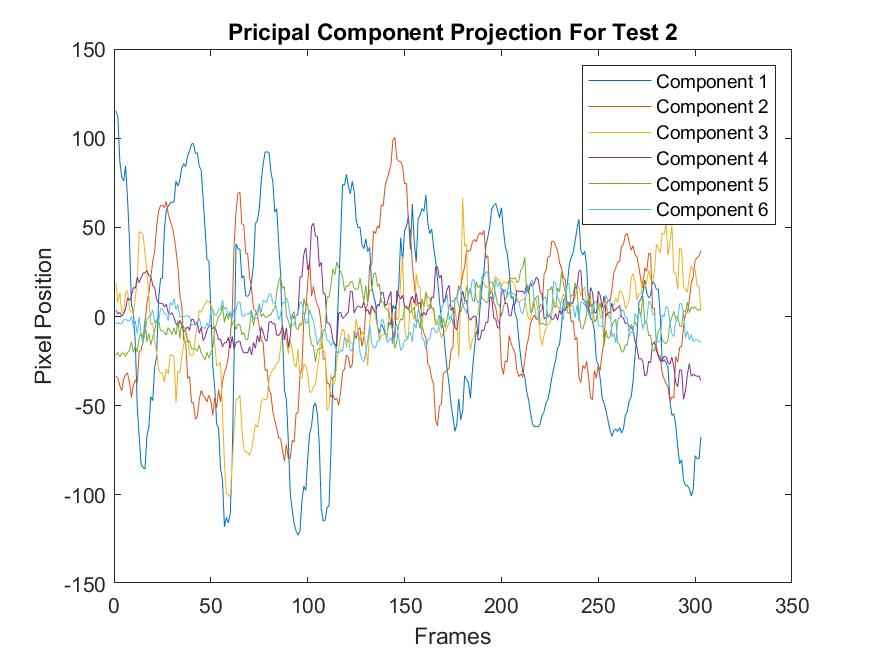 Pricipal Component Projection For Test 2
150
100
50
0
-50
-100
-150
Pixel Position
Component 1
Component 2
Component 3
Component 4
Component 5
Component 6
0 50 100 150 200 250 300 350
Frames